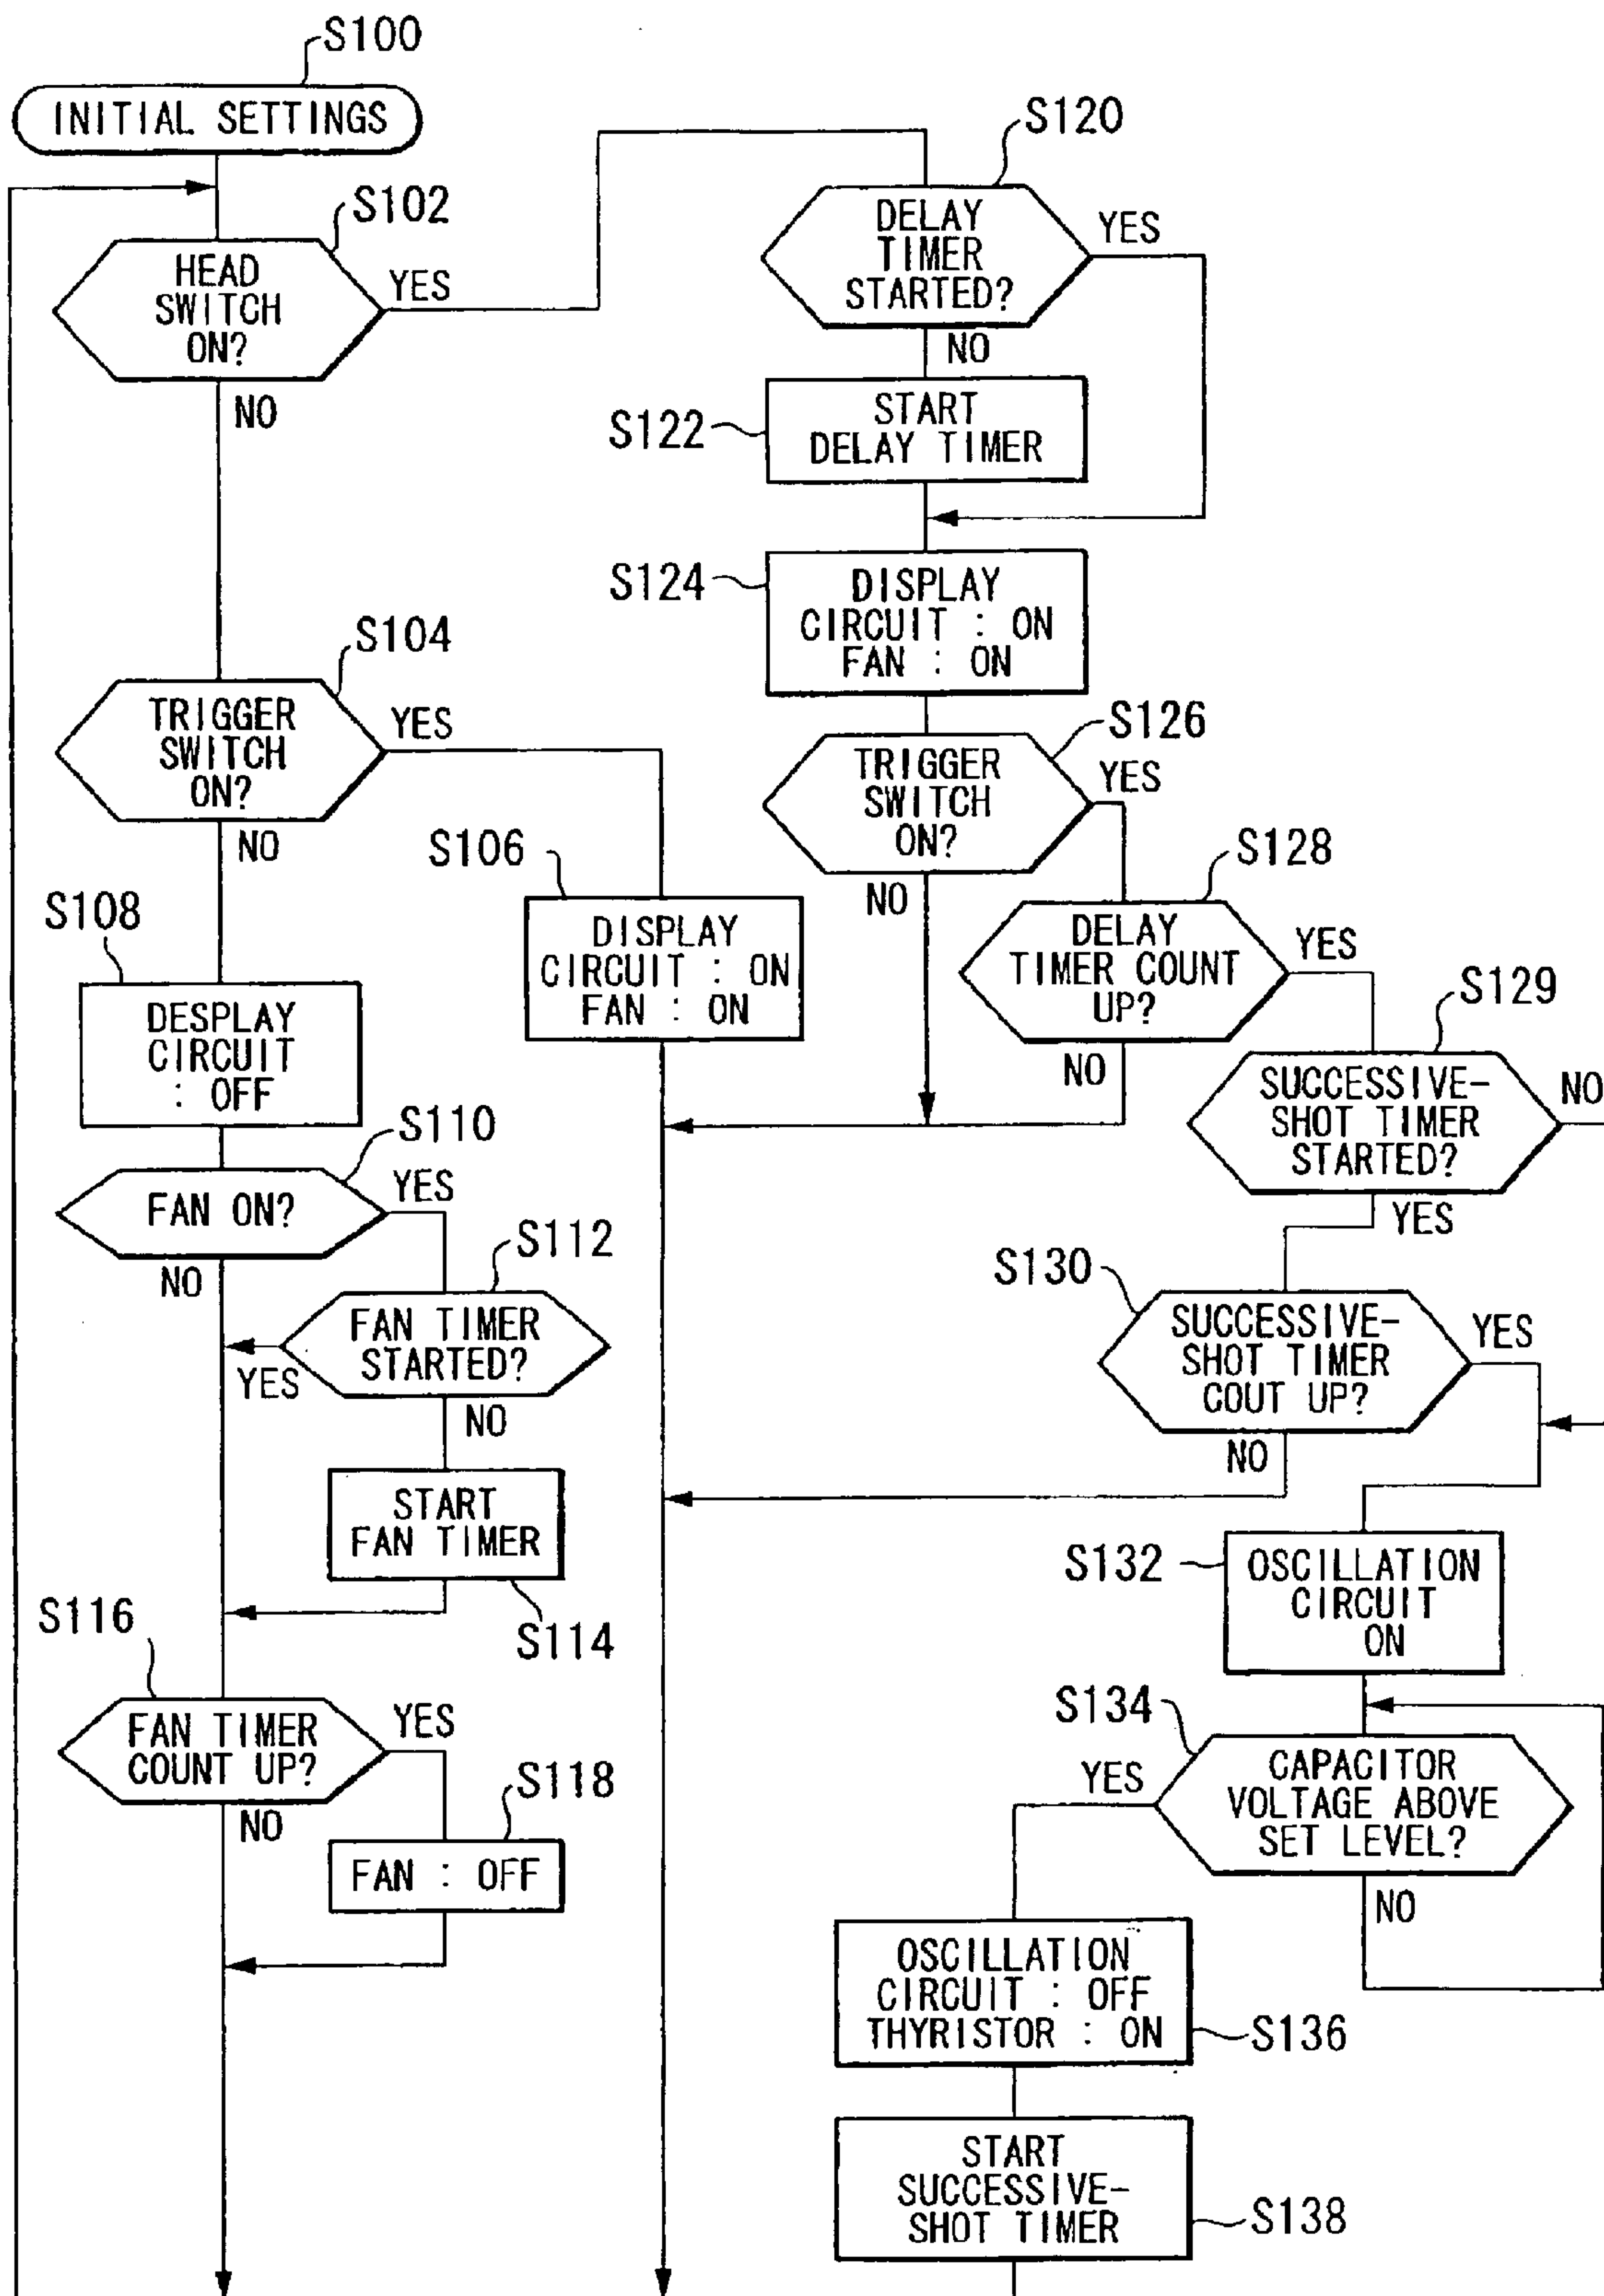 S100
INITIAL SETTINGS
S102
HEAD
SWITCH
ON?
YES
NO
S104
TRIGGER
SWITCH
ON?
YES
NO
S106
DISPLAY
CIRCUIT : ON
FAN : ON
S108
DESPLAY
CIRCUIT
: OFF
S110
FAN ON?
YES
NO
S112
FAN TIMER
STARTED?
YES
NO
START
FAN TIMER
S114
S116
FAN TIMER
COUNT UP?
YES
NO
S118
FAN : OFF
S120
DELAY
TIMER
STARTED?
YES
NO
S122
START
DELAY TIMER
S124
DISPLAY
CIRCUIT : ON
FAN : ON
S126
TRIGGER
SWITCH
ON?
YES
NO
S128
DELAY
TIMER COUNT
UP?
YES
NO
S129
SUCCESSIVE-
SHOT TIMER
STARTED?
NO
YES
S130
SUCCESSIVE-
SHOT TIMER
COUT UP?
YES
NO
S132
OSCILLATION
CIRCUIT
ON
S134
CAPACITOR
VOLTAGE ABOVE
SET LEVEL?
YES
NO
OSCILLATION
CIRCUIT : OFF
THYRISTOR : ON
S136
START
SUCCESSIVE-
SHOT TIMER
S138